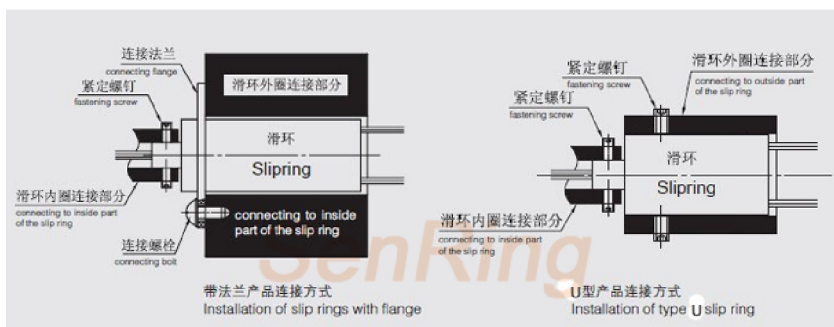 连接法兰
connecting flange
紧定螺钉
fastening screw
滑环外圈连接部分
滑环
Slipring
滑环内圈连接部分
connecting to inside part
of the slip ring
connecting to inside
part of the slip ring
连接螺栓
connecting bolt
带法兰产品连接方式
Installation of slip rings with flange
紧定螺钉
fastening screw
紧定螺钉
fastening screw
滑环外圈连接部分
connecting to outside part
of the slip ring
滑环
Slipring
滑环内圈连接部分
connecting to inside part
of the slip ring
U型产品连接方式
Installation of type U slip ring
SenRing